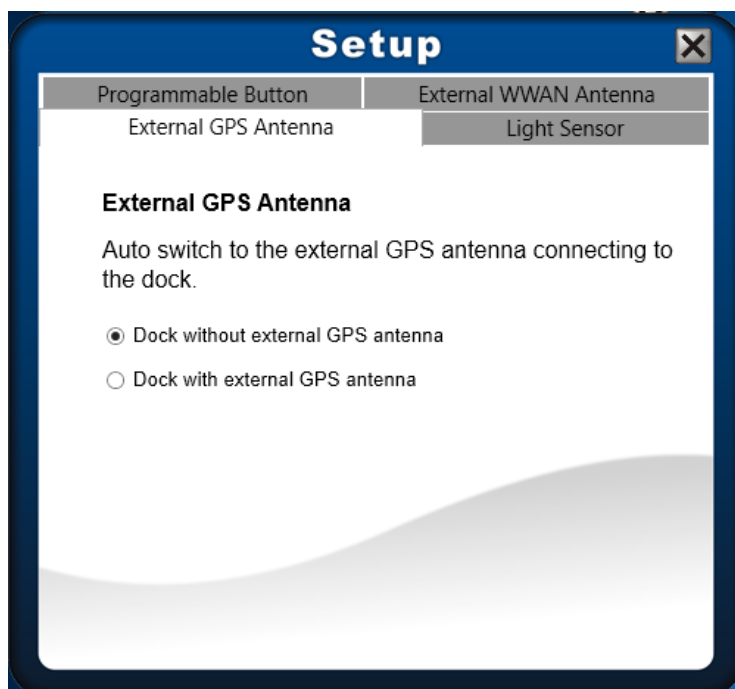 Setup
Programmable Button
External WWAN Antenna
External GPS Antenna
Light Sensor
External GPS Antenna
Auto switch to the external GPS antenna connecting to
the dock.
Dock without external GPS antenna
Dock with external GPS antenna